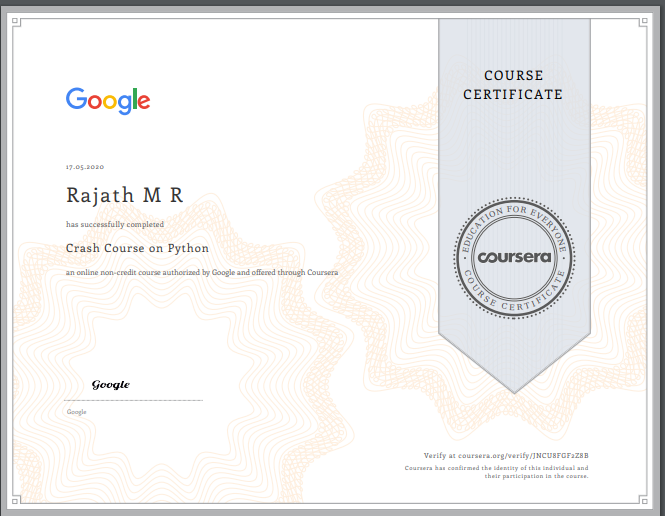 Google
COURSE
CERTIFICATE
17.05.2020
Rajath M R
has successfully completed
Crash Course on Python
an online non-credit course authorized by Google and offered through Coursera
EDUCATION FOR EVERYONE
coursera
COURSE CERTIFICATE
Google
Google
Verify at coursera.org/verify/JNCU8FGF2Z8B
Coursera has confirmed the identity of this individual and
their participation in the course.